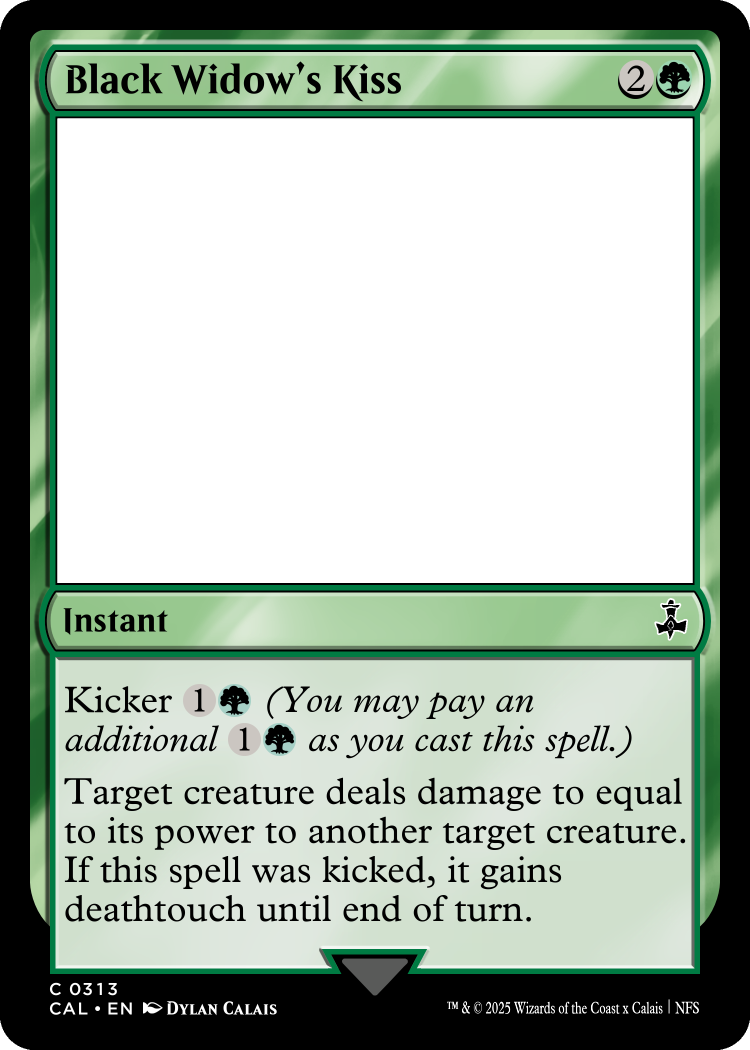 Black Widow's Kiss 2
Instant
Kicker 1 (You may pay an
additional 1 as you cast this spell.)
Target creature deals damage to equal
to its power to another target creature.
If this spell was kicked, it gains
deathtouch until end of turn.
C 0313
CAL • EN DYLAN CALAIS
™ & © 2025 Wizards of the Coast x Calais | NFS